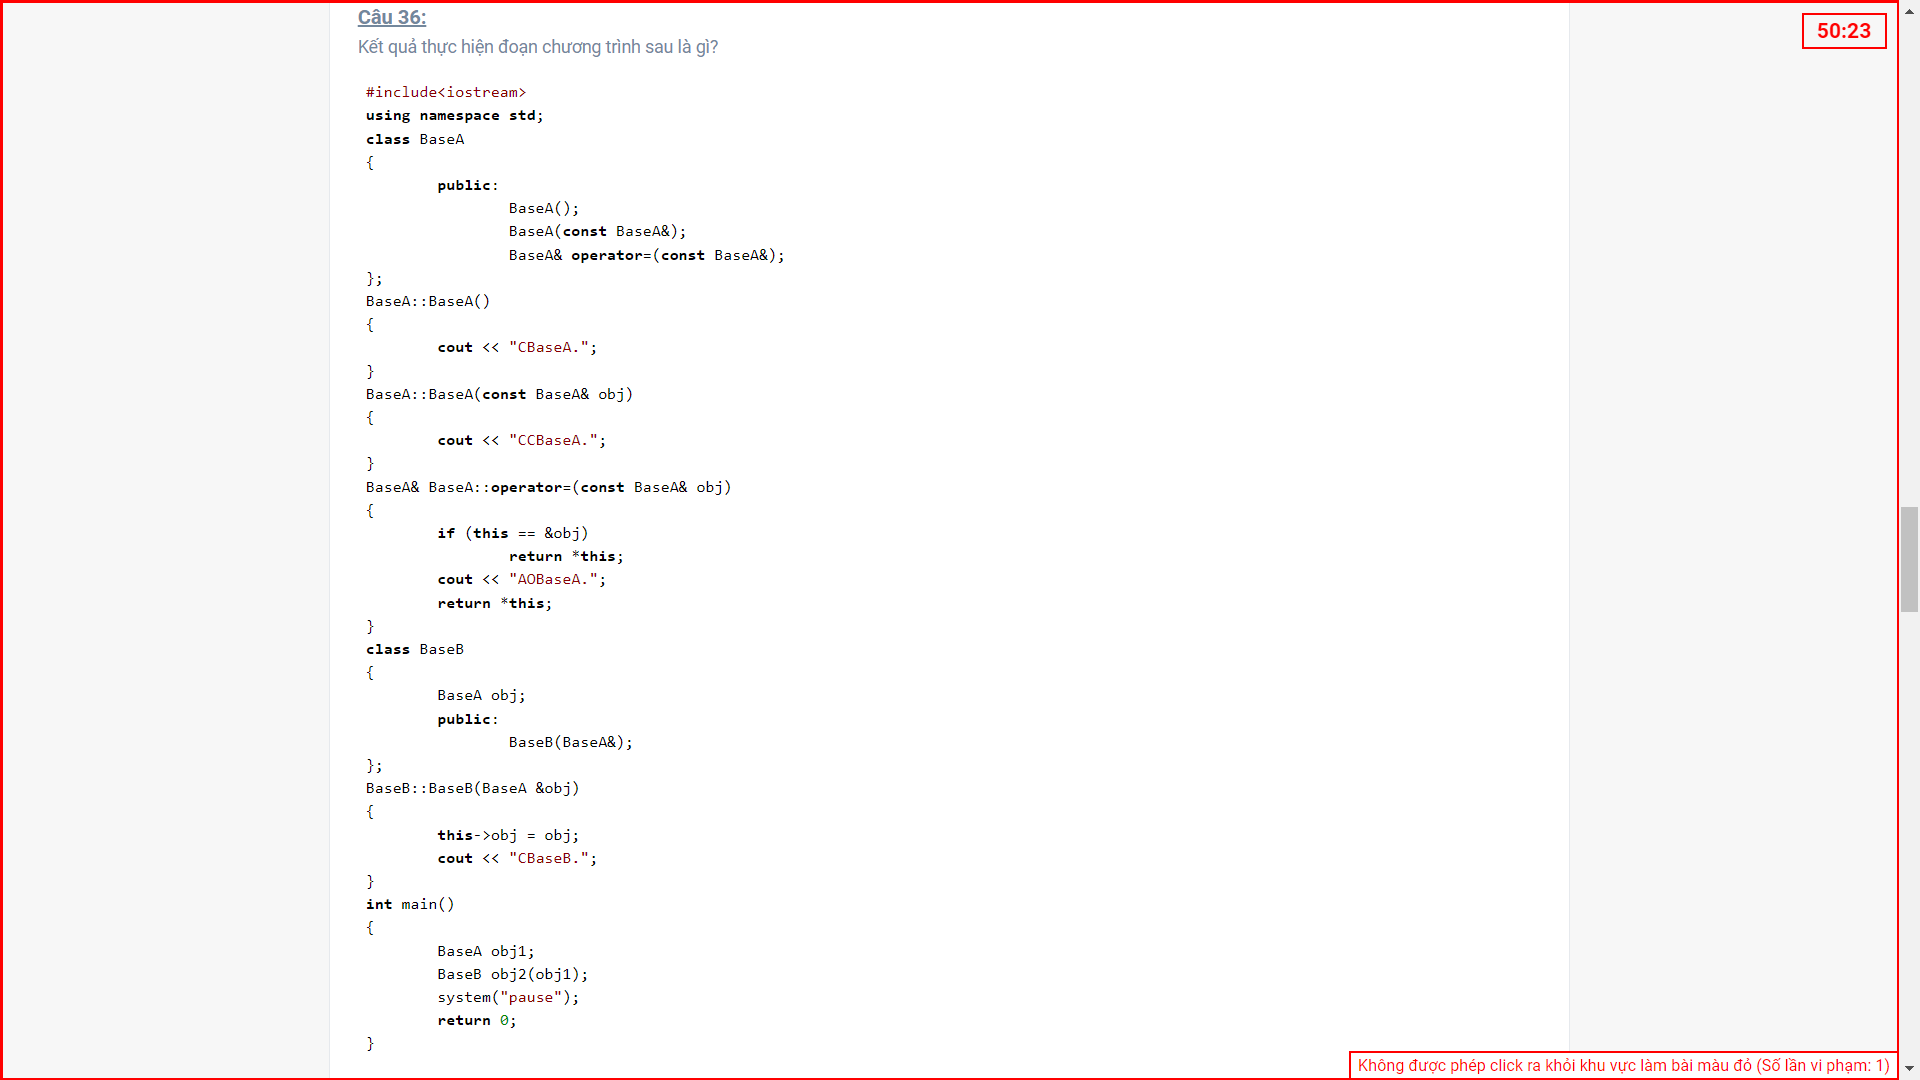 Câu 36:
50:23
Kết quả thực hiện đoạn chương trình sau là gì?
#include<iostream>
using namespace std;
class BaseA
{
public:
BaseA();
BaseA(const BaseA&);
BaseA& operator=(const BaseA&);
};
BaseA::BaseA()
{
cout << "CBaseA.";
}
BaseA::BaseA(const BaseA& obj)
{
cout << "CCBaseA.";
}
BaseA& BaseA::operator=(const BaseA& obj)
{
if (this == &obj)
return *this;
cout << "AOBaseA.";
return *this;
}
class BaseB
{
BaseA obj;
public:
BaseB(BaseA&);
};
BaseB::BaseB(BaseA &obj)
{
this->obj = obj;
cout << "CBaseB.";
}
int main()
{
BaseA obj1;
BaseB obj2(obj1);
system("pause");
return 0;
}
Không được phép click ra khỏi khu vực làm bài màu đỏ (Số lần vi phạm: 1)